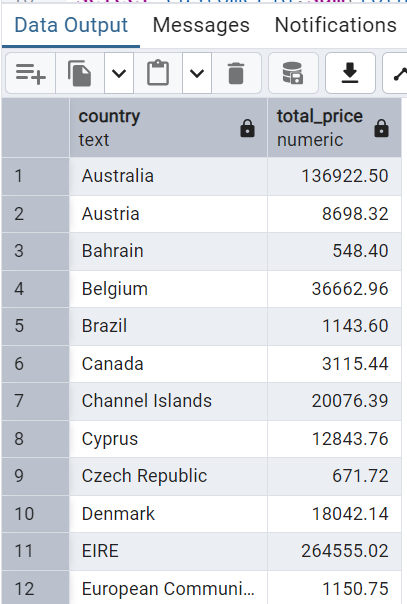 Data Output Messages Notifications
country total_price
text numeric
1 Australia 136922.50
2 Austria 8698.32
3 Bahrain 548.40
4 Belgium 36662.96
5 Brazil 1143.60
6 Canada 3115.44
7 Channel Islands 20076.39
8 Cyprus 12843.76
9 Czech Republic 671.72
10 Denmark 18042.14
11 EIRE 264555.02
12 European Communi... 1150.75